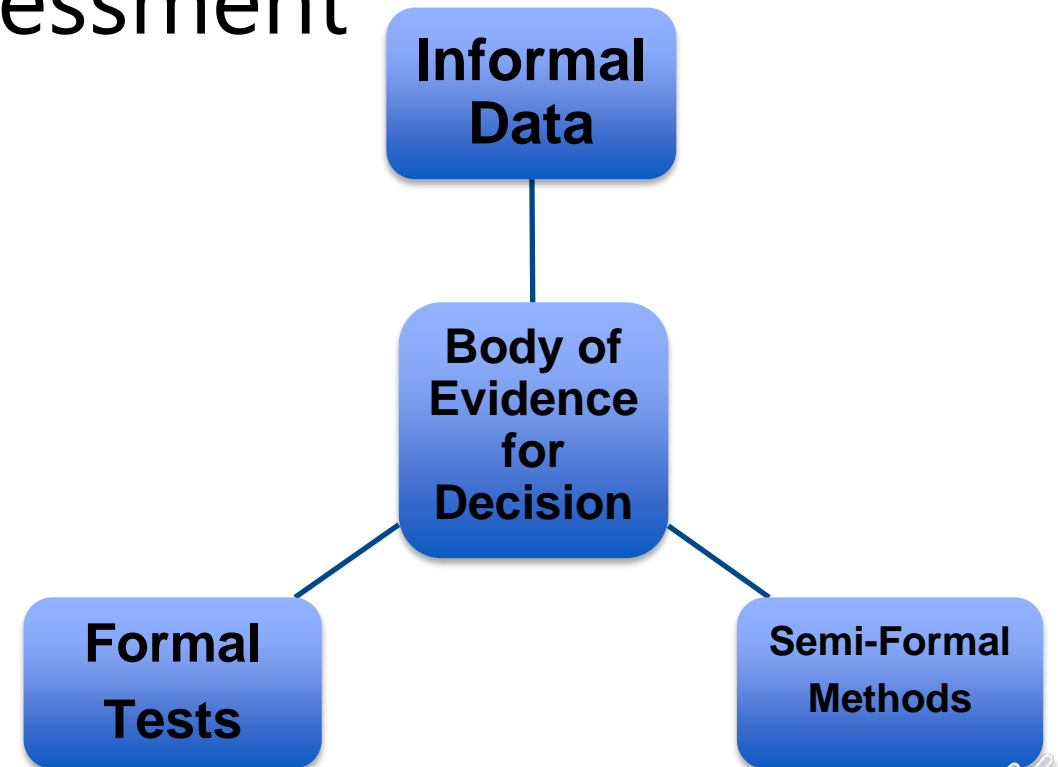 essment
Informal
Data
Body of
Evidence
for
Decision
Formal
Tests
Semi-Formal
Methods